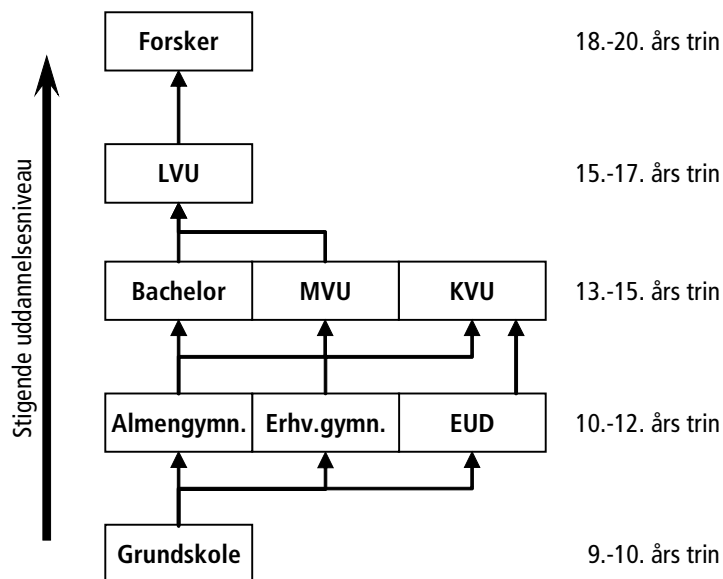 Forsker
18.-20. års trin
LVU
15.-17. års trin
Bachelor MVU KVU
13.-15. års trin
Almengymn. Erhv.gymn. EUD
10.-12. års trin
Grundskole
9.-10. års trin
Stigende uddannelsesniveau